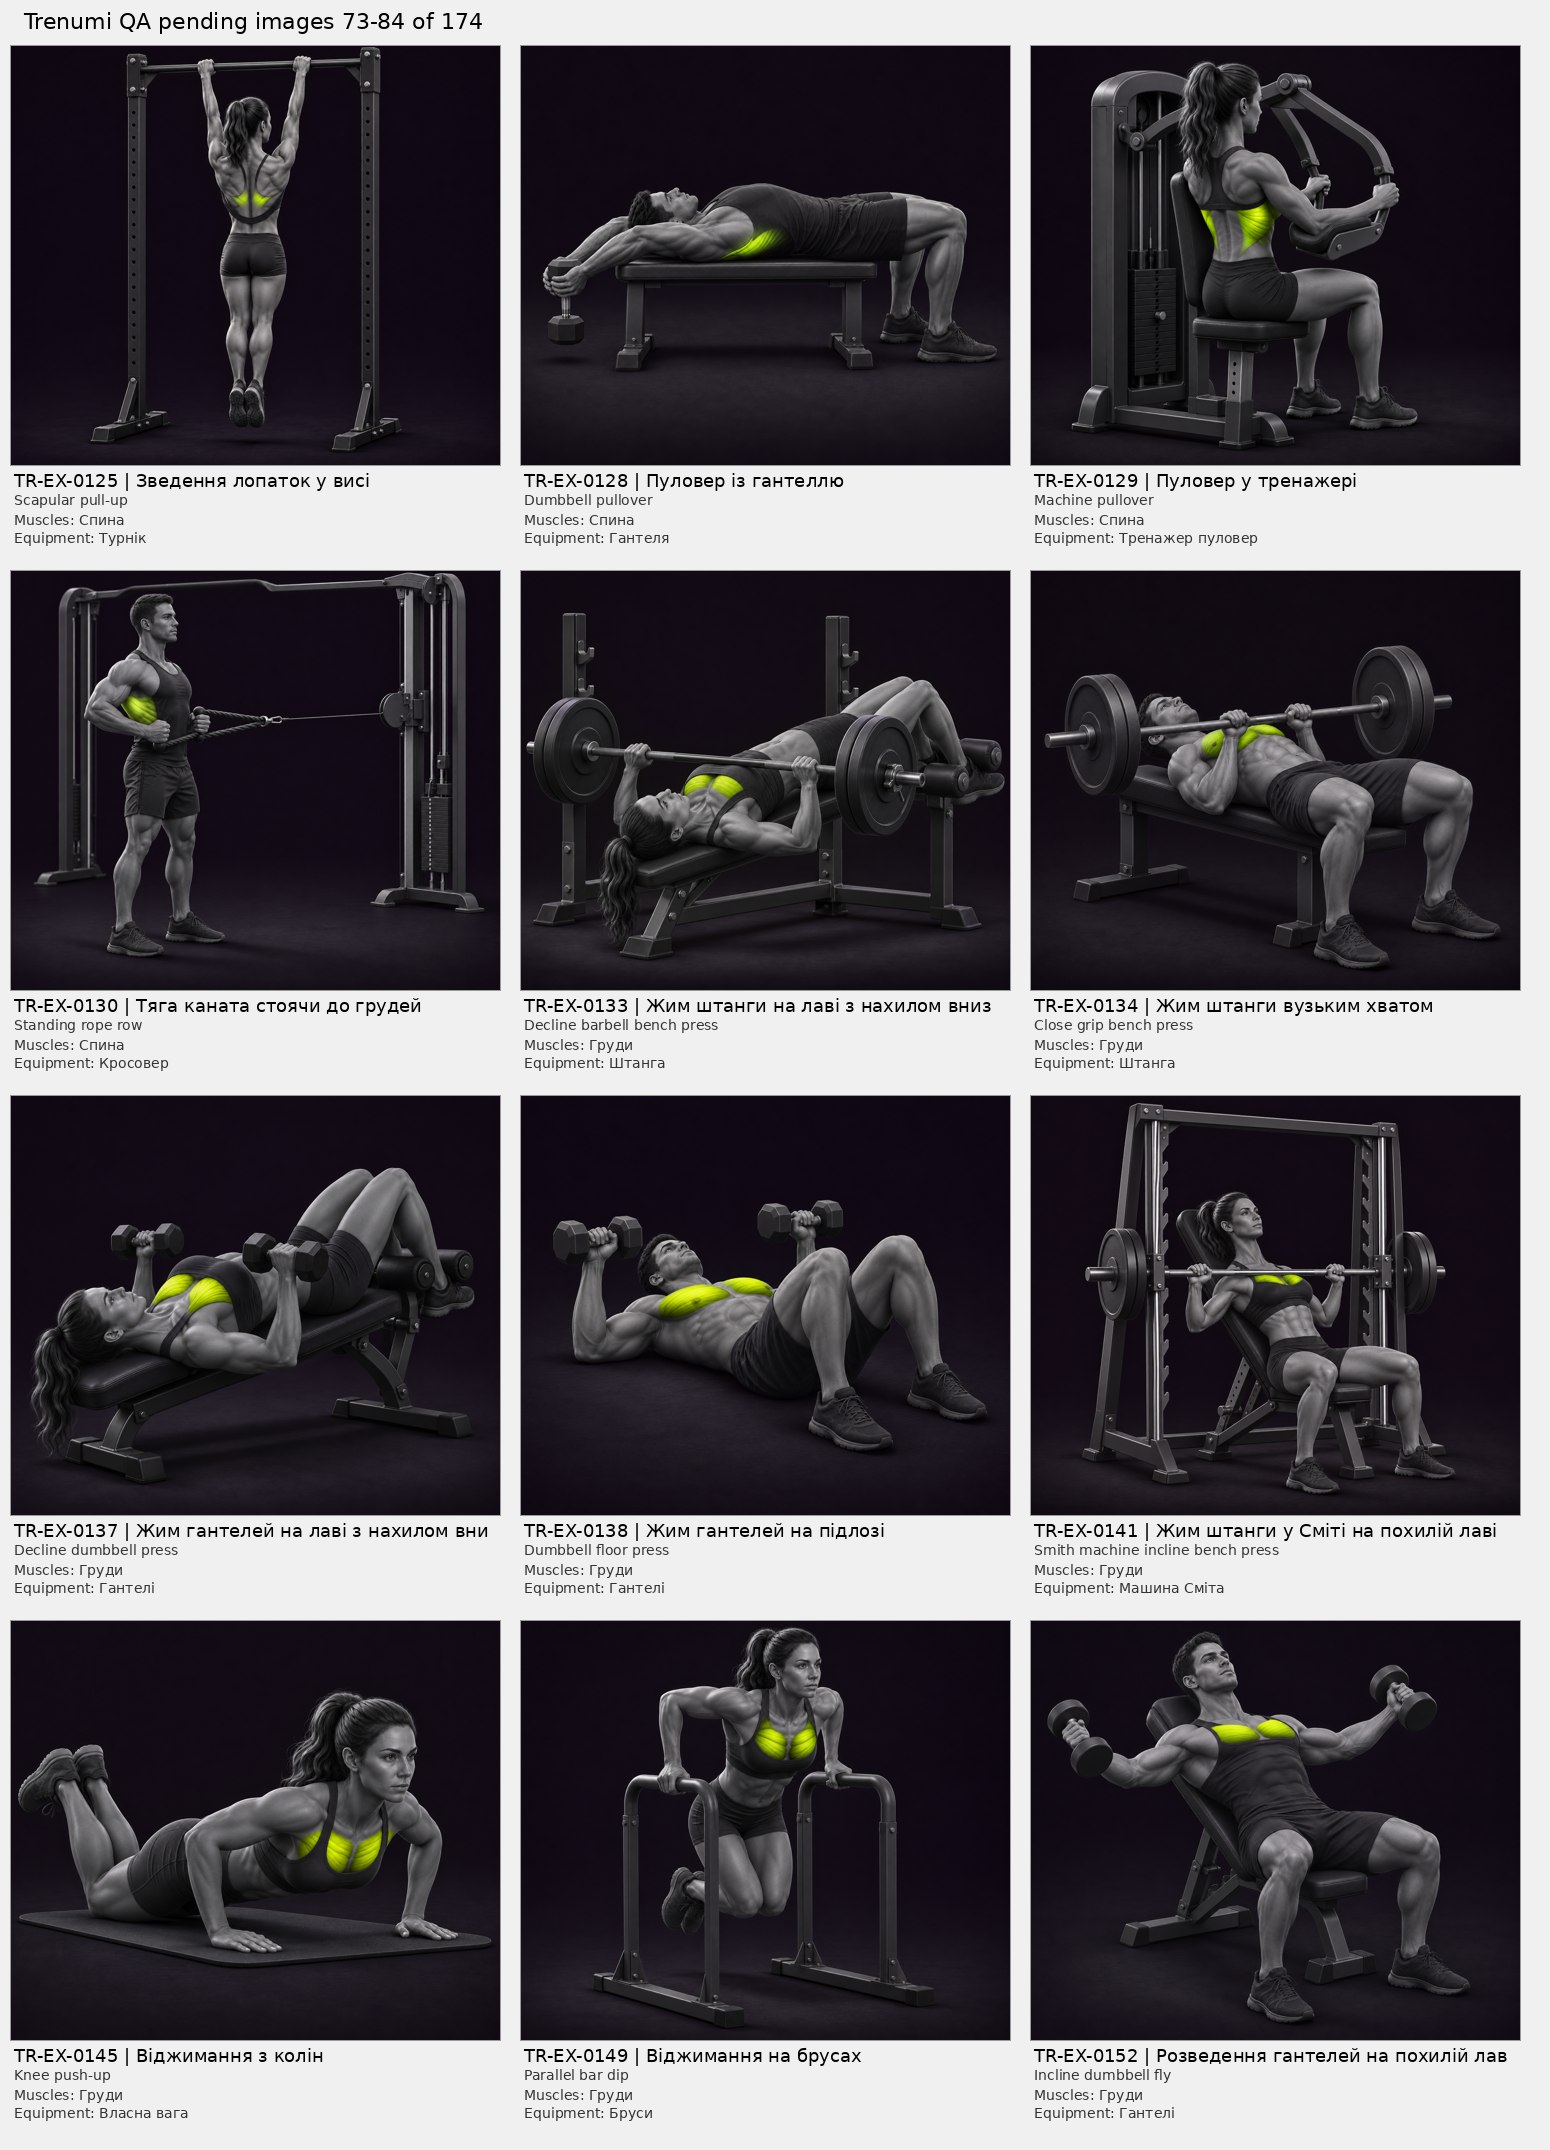 Trenumi QA pending images 73-84 of 174
TR-EX-0125 | Зведення лопаток у висі
Scapular pull-up
Muscles: Спина
Equipment: Турнік
TR-EX-0128 | Пуловер із гантеллю
Dumbbell pullover
Muscles: Спина
Equipment: Гантеля
TR-EX-0129 | Пуловер у тренажері
Machine pullover
Muscles: Спина
Equipment: Тренажер пуловер
TR-EX-0130 | Тяга каната стоячи до грудей
Standing rope row
Muscles: Спина
Equipment: Кросовер
TR-EX-0133 | Жим штанги на лаві з нахилом вниз
Decline barbell bench press
Muscles: Груди
Equipment: Штанга
TR-EX-0134 | Жим штанги вузьким хватом
Close grip bench press
Muscles: Груди
Equipment: Штанга
TR-EX-0137 | Жим гантелей на лаві з нахилом вни
Decline dumbbell press
Muscles: Груди
Equipment: Гантелі
TR-EX-0138 | Жим гантелей на підлозі
Dumbbell floor press
Muscles: Груди
Equipment: Гантелі
TR-EX-0141 | Жим штанги у Сміті на похилій лаві
Smith machine incline bench press
Muscles: Груди
Equipment: Машина Сміта
TR-EX-0145 | Віджимання з колін
Knee push-up
Muscles: Груди
Equipment: Власна вага
TR-EX-0149 | Віджимання на брусах
Parallel bar dip
Muscles: Груди
Equipment: Бруси
TR-EX-0152 | Розведення гантелей на похилій лав
Incline dumbbell fly
Muscles: Груди
Equipment: Гантелі